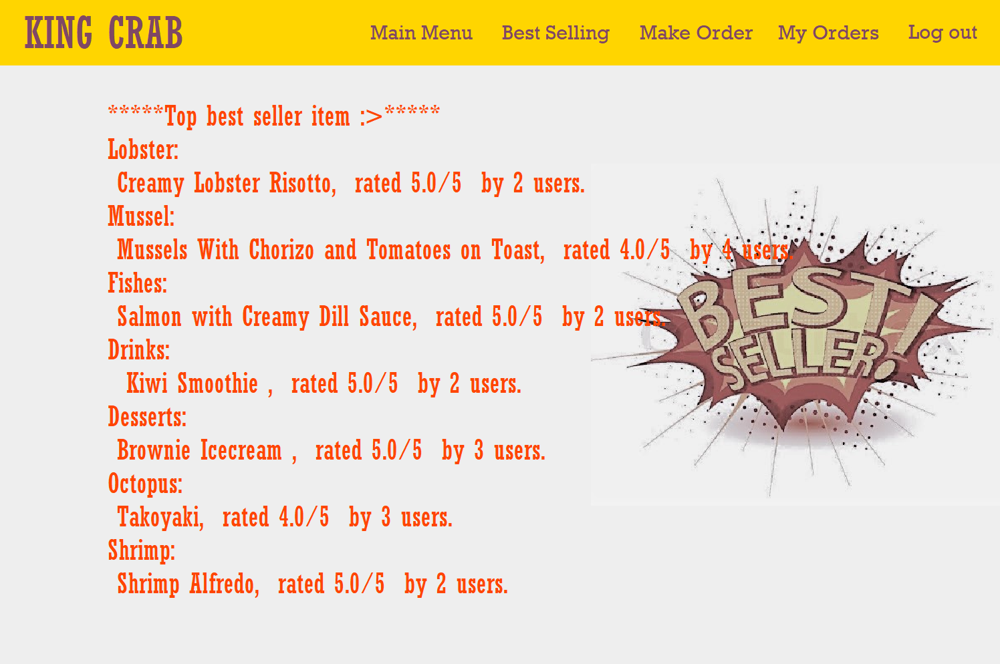 KING CRAB Main Menu Best Selling Make Order My Orders Log out
*****Top best seller item :>*****
Lobster:
Creamy Lobster Risotto, rated 5.0/5 by 2 users.
Mussel:
Mussels With Chorizo and Tomatoes on Toast, rated 4.0/5 by 4 users.
Fishes:
Salmon with Creamy Dill Sauce, rated 5.0/5 by 2 users.
Drinks:
Kiwi Smoothie , rated 5.0/5 by 2 users.
Desserts:
Brownie Icecream , rated 5.0/5 by 3 users.
Octopus:
Takoyaki, rated 4.0/5 by 3 users.
Shrimp:
Shrimp Alfredo, rated 5.0/5 by 2 users.
BEST
SELLER!